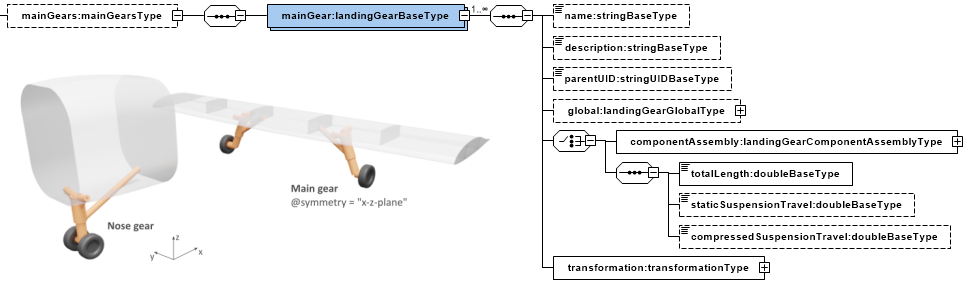 mainGears:mainGearsType
mainGear:landingGearBaseType
1..∞
name:stringBaseType
description:stringBaseType
parentUID:stringUIDBaseType
global:landingGearGlobalType
componentAssembly:landingGearComponentAssemblyType
totalLength:doubleBaseType
staticSuspensionTravel:doubleBaseType
compressedSuspensionTravel:doubleBaseType
transformation:transformationType
Main gear
@symmetry = "x-z-plane"
Nose gear
z
y
x